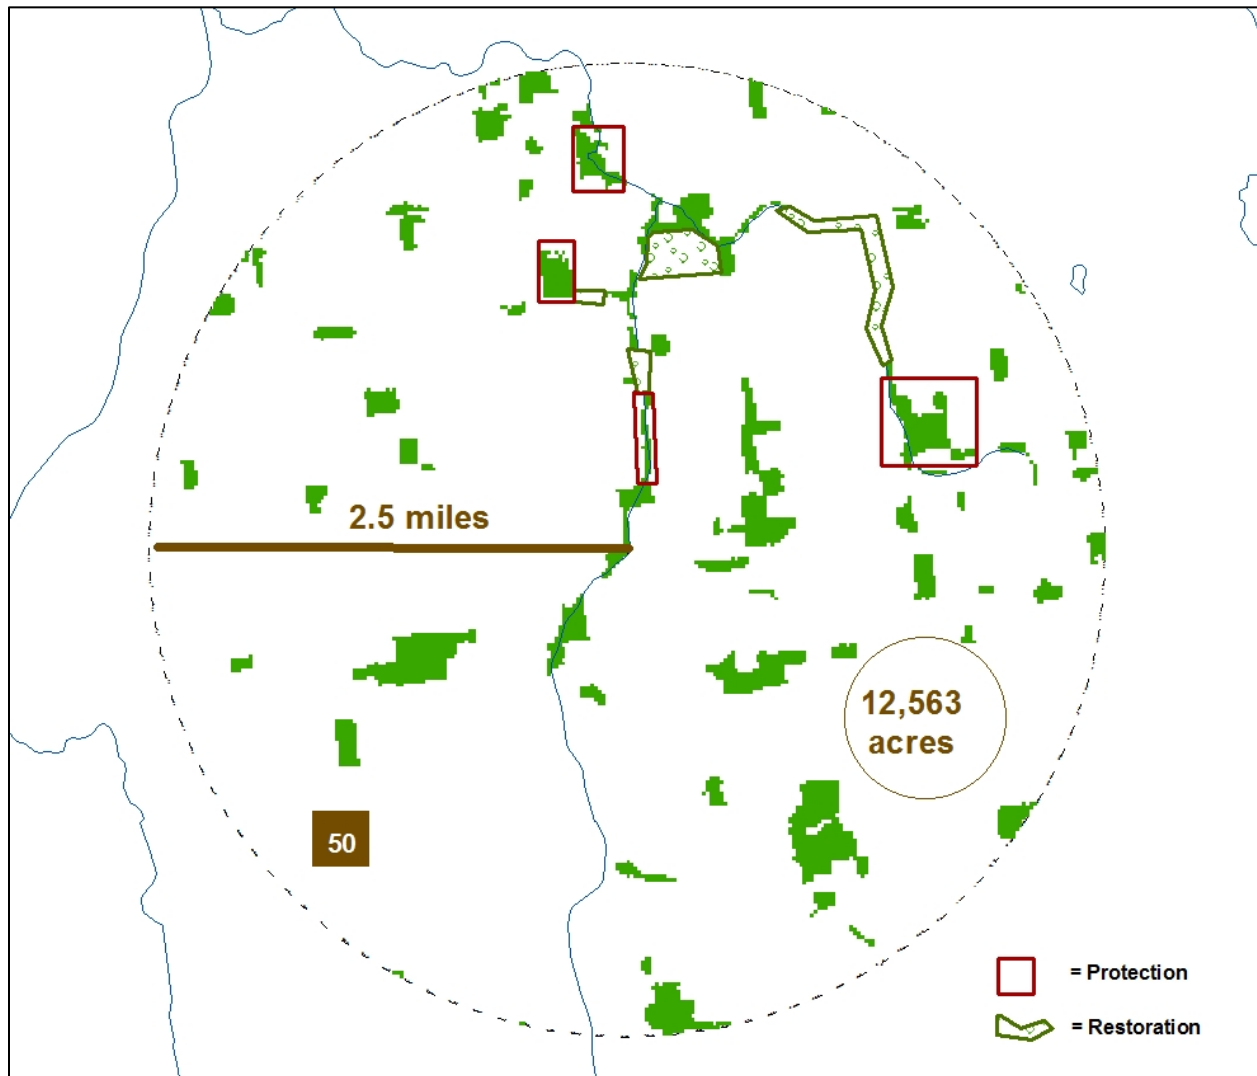 2.5 miles
12,563
acres
50
= Protection
= Restoration